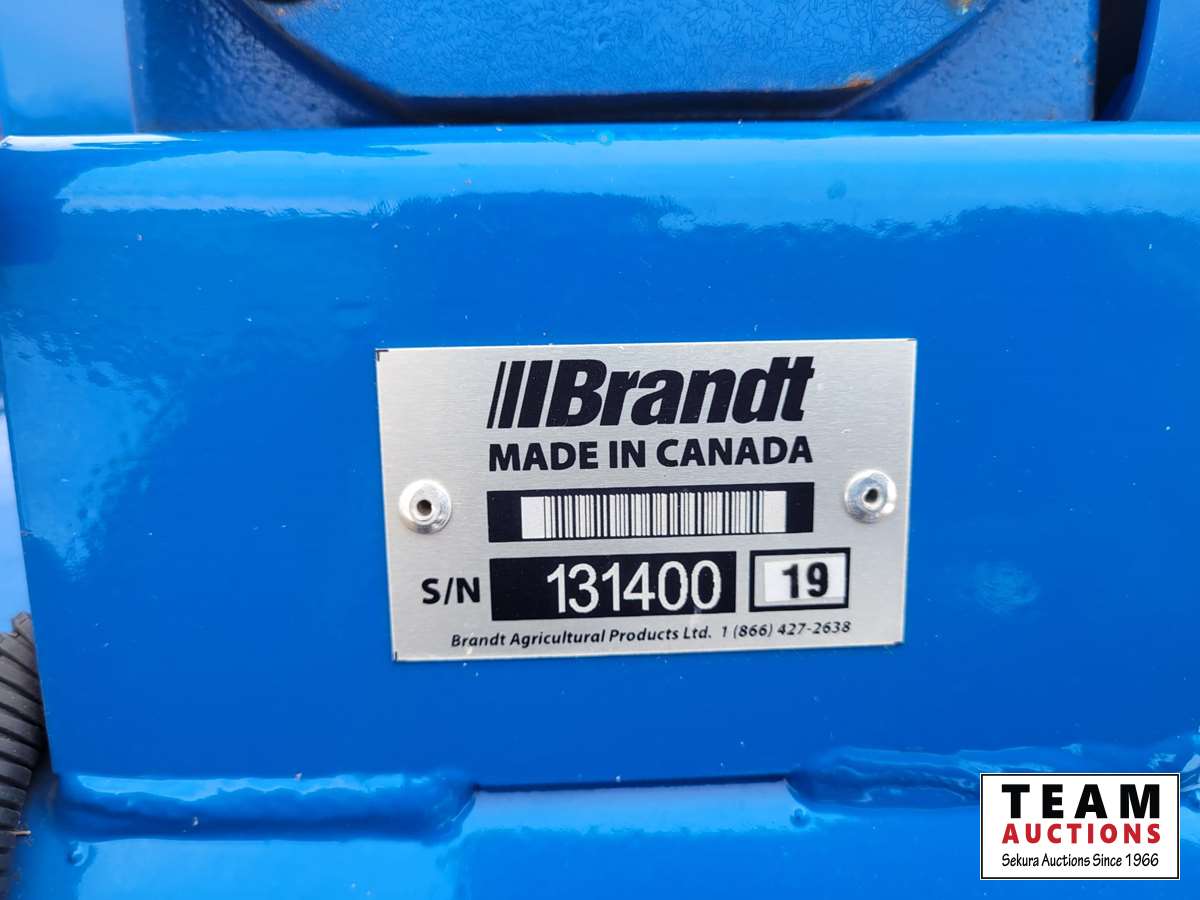 Brandt
MADE IN CANADA
S/N 131400 19
Brandt Agricultural Products Ltd. 1 (866) 427-2638
TEAM
AUCTIONS
Sekura Auctions Since 1966